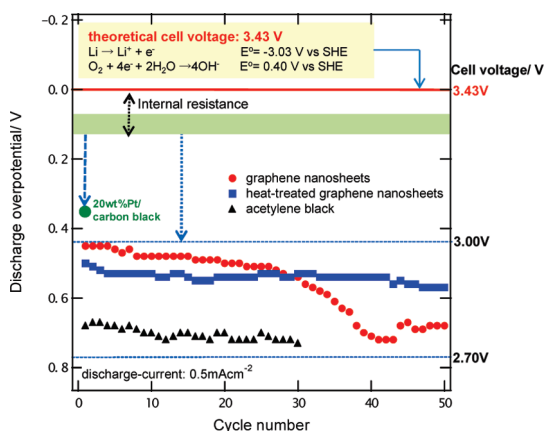 theoretical cell voltage: 3.43 V
Li → Li⁺ + e⁻ Eº= -3.03 V vs SHE
O₂ + 4e⁻ + 2H₂O →4OH⁻ Eº= 0.40 V vs SHE
Cell voltage/ V
3.43V
Internal resistance
20wt%Pt/
carbon black
graphene nanosheets
heat-treated graphene nanosheets
acetylene black
3.00V
2.70V
discharge-current: 0.5mAcm⁻²
Discharge overpotential/ V
-0.2
0.0
0.2
0.4
0.6
0.8
0 10 20 30 40 50
Cycle number